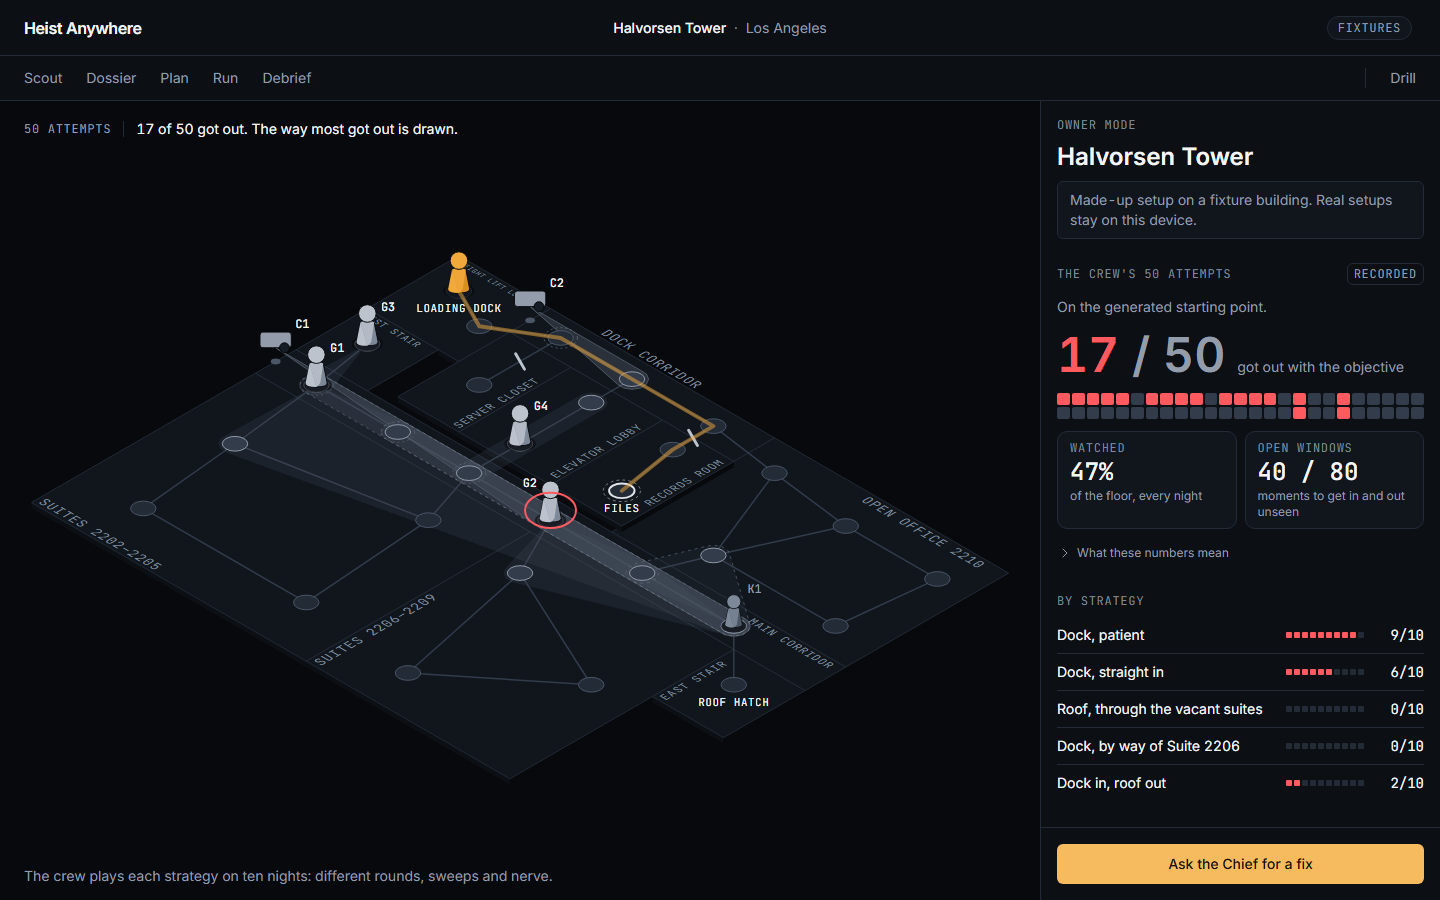 Heist Anywhere
Halvorsen Tower · Los Angeles
FIXTURES
Scout
Dossier
Plan
Run
Debrief
Drill
50 ATTEMPTS
17 of 50 got out. The way most got out is drawn.
C2
G3
LOADING DOCK
C1
G1
DOCK CORRIDOR
SERVER CLOSET
G4
ELEVATOR LOBBY
G2
RECORDS ROOM
FILES
SUITES 2202-2205
OPEN OFFICE 2210
K1
SUITES 2206-2209
MAIN CORRIDOR
EAST STAIR
ROOF HATCH
The crew plays each strategy on ten nights: different rounds, sweeps and nerve.
OWNER MODE
Halvorsen Tower
Made-up setup on a fixture building. Real setups
stay on this device.
THE CREW'S 50 ATTEMPTS
RECORDED
On the generated starting point.
17 / 50 got out with the objective
WATCHED
47%
of the floor, every night
OPEN WINDOWS
40 / 80
moments to get in and out
unseen
What these numbers mean
BY STRATEGY
Dock, patient 9/10
Dock, straight in 6/10
Roof, through the vacant suites 0/10
Dock, by way of Suite 2206 0/10
Dock in, roof out 2/10
Ask the Chief for a fix